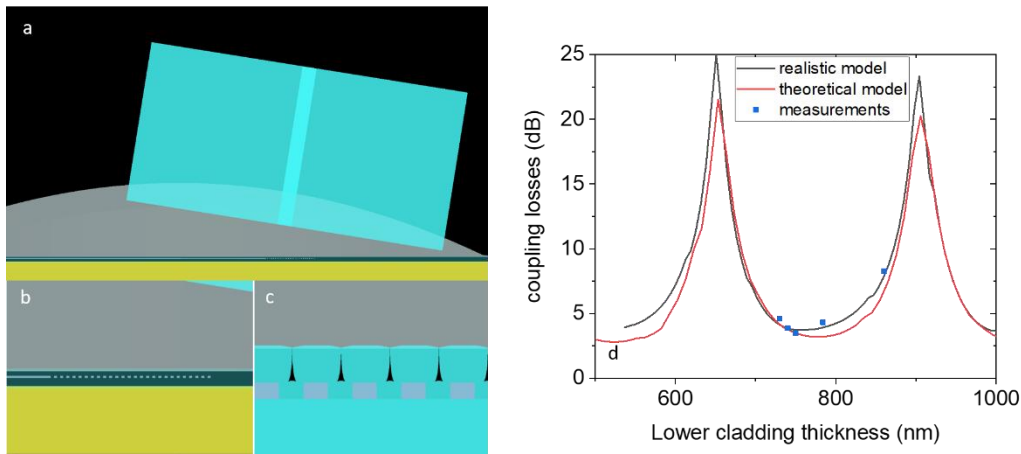 a
b
c
25
20
15
10
5
0
coupling losses (dB)
realistic model
theoretical model
measurements
d
600
800
1000
Lower cladding thickness (nm)